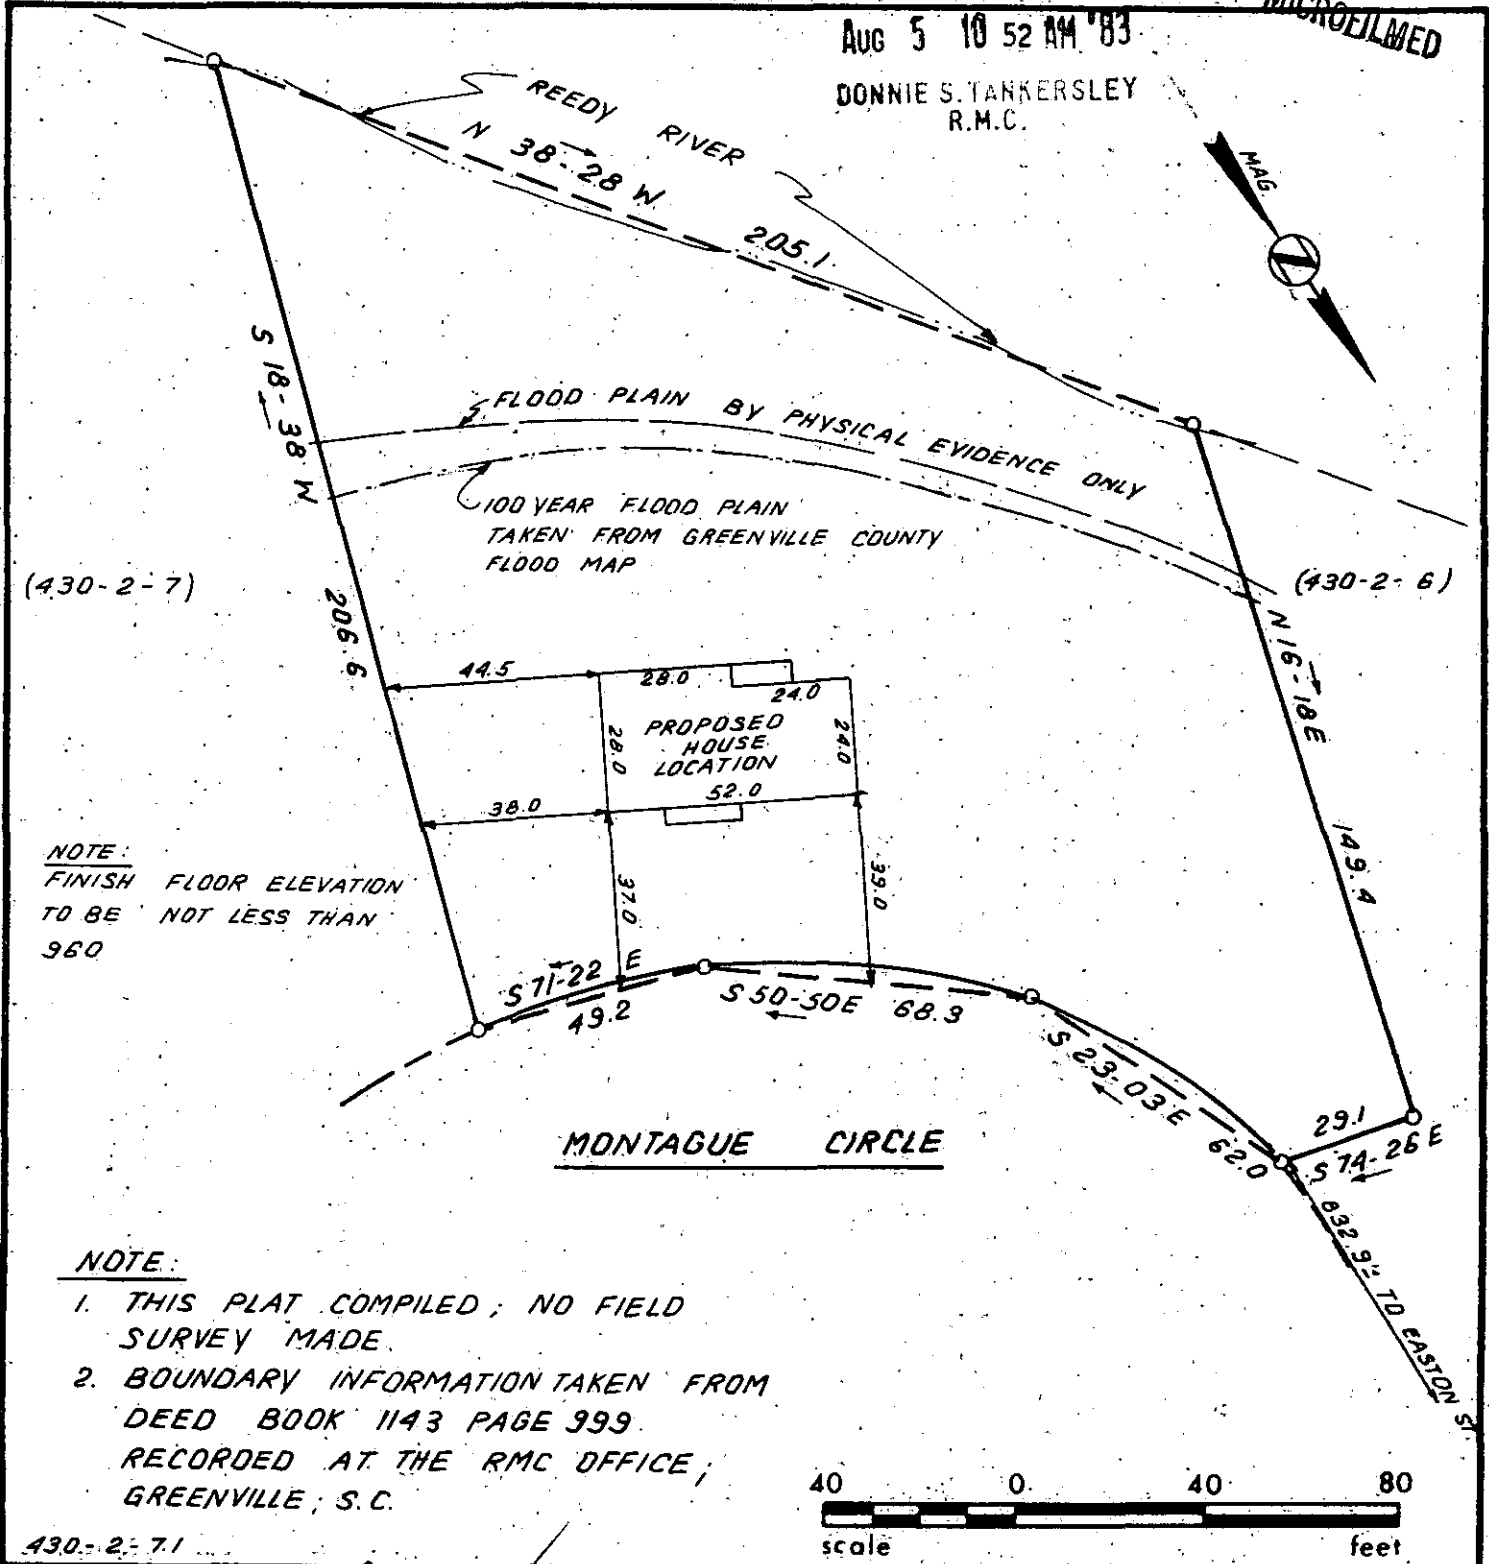 MICROFILMED
AUG 5 10 52 AM '83
DONNIE S. TANKERSLEY
R.M.C.
REEDY RIVER
N 38-28 W
205.1
MAG.
S 18-38 W
FLOOD PLAIN BY PHYSICAL EVIDENCE ONLY
100 YEAR FLOOD PLAIN
TAKEN FROM GREENVILLE COUNTY
FLOOD MAP
(430-2-7)
(430-2-6)
206.6
N 16-18 E
44.5
28.0
24.0
PROPOSED
HOUSE
LOCATION
28.0
24.0
38.0
52.0
149.4
NOTE:
FINISH FLOOR ELEVATION
TO BE NOT LESS THAN
960
37.0
39.0
S 71-22 E
49.2
S 50-50 E 68.9
S 23-03 E 62.0
29.1
S 74-26 E
MONTAGUE CIRCLE
832.9'± TO EASTON ST.
NOTE:
1. THIS PLAT COMPILED; NO FIELD
SURVEY MADE.
2. BOUNDARY INFORMATION TAKEN FROM
DEED BOOK 1143 PAGE 999
RECORDED AT THE RMC OFFICE;
GREENVILLE; S.C.
40 0 40 80
scale feet
430-2-7.1